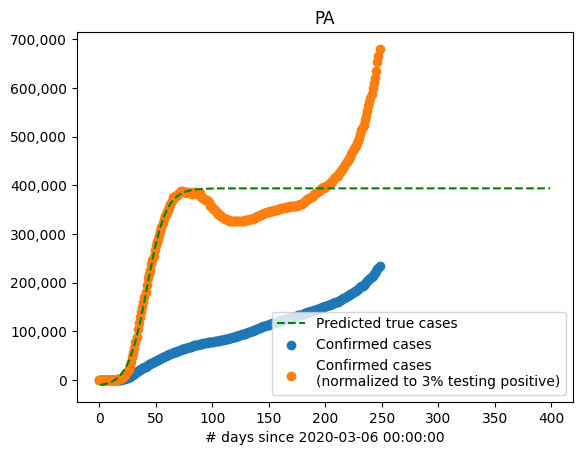 PA
700,000
600,000
500,000
400,000
300,000
200,000
100,000
0
Predicted true cases
Confirmed cases
Confirmed cases
(normalized to 3% testing positive)
0 50 100 150 200 250 300 350 400
# days since 2020-03-06 00:00:00